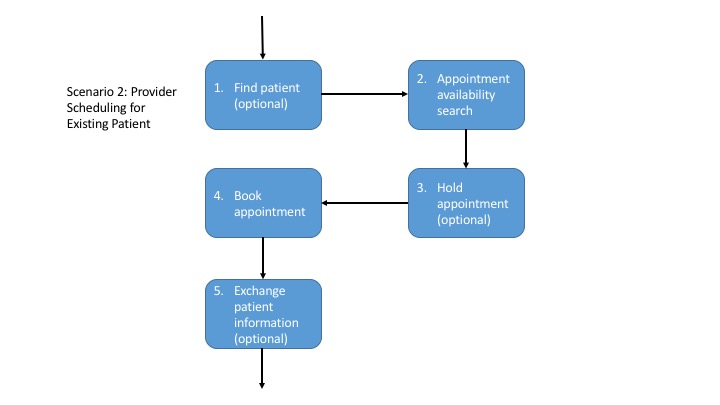 Scenario 2: Provider
Scheduling for
Existing Patient
1. Find patient
(optional)
2. Appointment
availability
search
3. Hold
appointment
(optional)
4. Book
appointment
5. Exchange
patient
information
(optional)